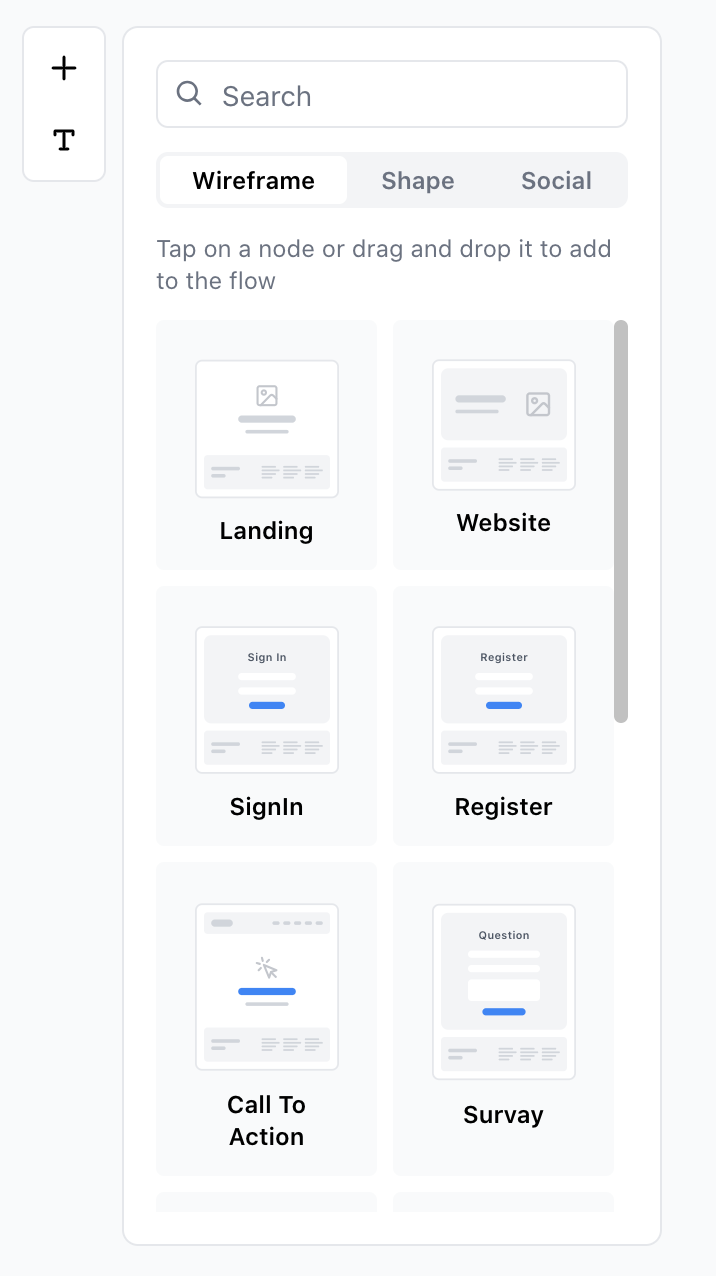 T
Search
Wireframe Shape Social
Tap on a node or drag and drop it to add
to the flow
Landing
Website
Sign In
Register
SignIn
Register
Question
Call To
Action
Survay